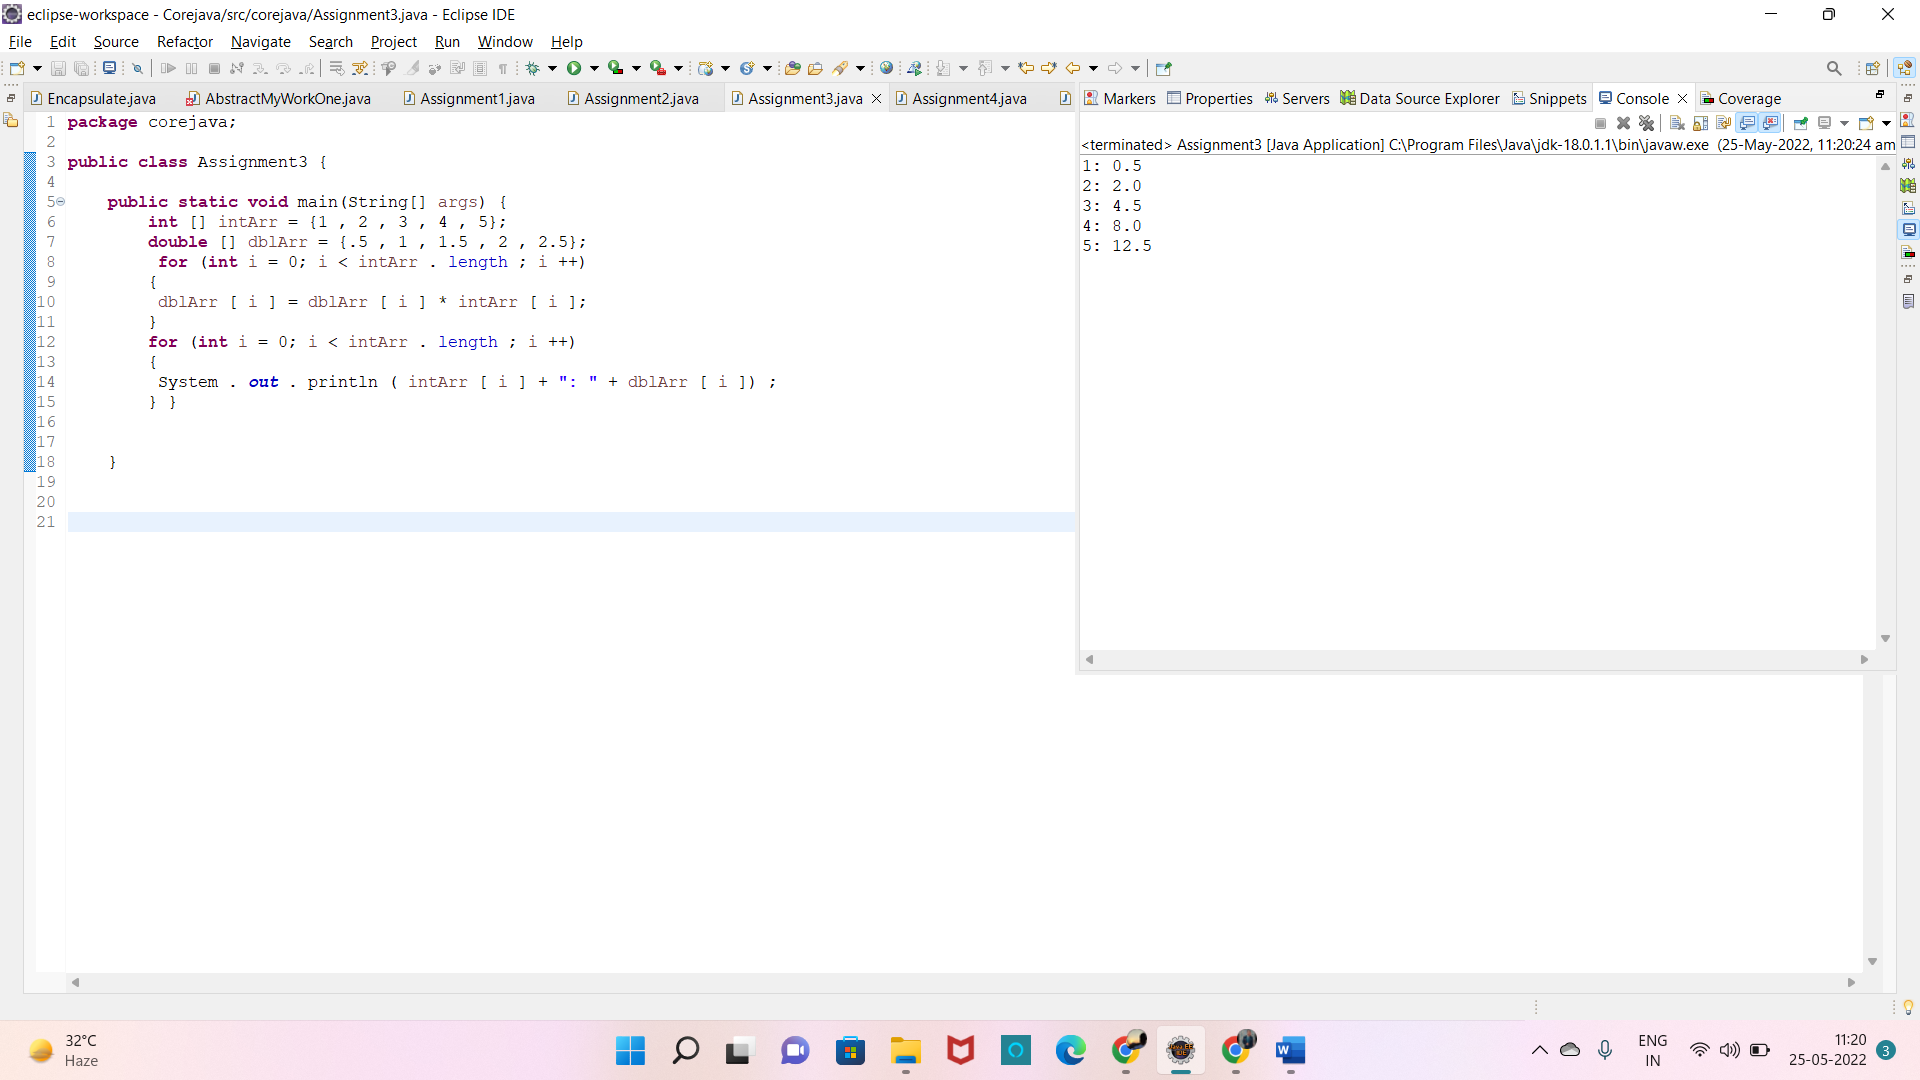 eclipse-workspace - Corejava/src/corejava/Assignment3.java - Eclipse IDE
File Edit Source Refactor Navigate Search Project Run Window Help
Encapsulate.java AbstractMyWorkOne.java Assignment1.java Assignment2.java Assignment3.java Assignment4.java
Markers Properties Servers Data Source Explorer Snippets Console Coverage
<terminated> Assignment3 [Java Application] C:\Program Files\Java\jdk-18.0.1.1\bin\javaw.exe (25-May-2022, 11:20:24 am
1 package corejava;
2
3 public class Assignment3 {
4
5 public static void main(String[] args) {
6 int [] intArr = {1 , 2 , 3 , 4 , 5};
7 double [] dblArr = {.5 , 1 , 1.5 , 2 , 2.5};
8 for (int i = 0; i < intArr . length ; i ++)
9 {
10 dblArr [ i ] = dblArr [ i ] * intArr [ i ];
11 }
12 for (int i = 0; i < intArr . length ; i ++)
13 {
14 System . out . println ( intArr [ i ] + ": " + dblArr [ i ]) ;
15 } }
16
17
18 }
19
20
21
1: 0.5
2: 2.0
3: 4.5
4: 8.0
5: 12.5
32°C
Haze
ENG
IN
11:20
25-05-2022
3